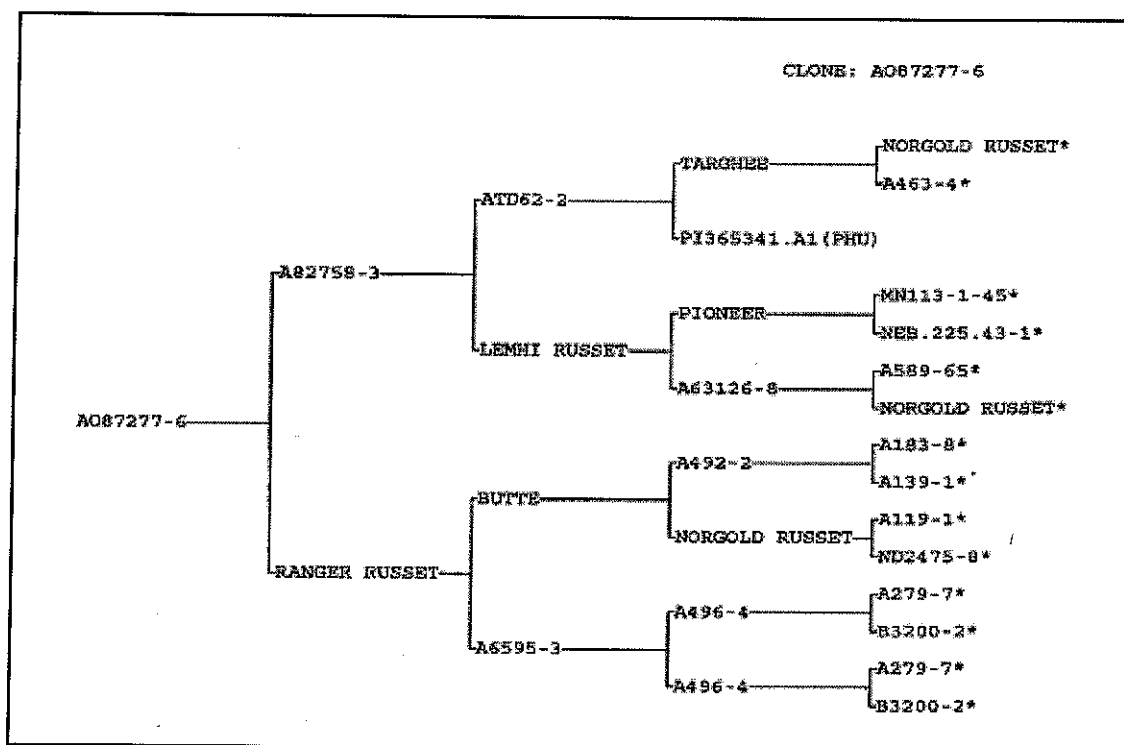 CLONE: AO87277-6
NORGOLD RUSSET*
TARGHEE
A463-4*
ATD62-2
PI365341.A1(PHU)
A82758-3
MN113-1-45*
PIONEER
NEB.225.43-1*
LEMHI RUSSET
A589-65*
A63126-8
NORGOLD RUSSET*
AO87277-6
A183-8*
A492-2
A139-1*
BUTTE
A119-1*
NORGOLD RUSSET
ND2475-8*
RANGER RUSSET
A279-7*
A496-4
B3200-2*
A6595-3
A279-7*
A496-4
B3200-2*